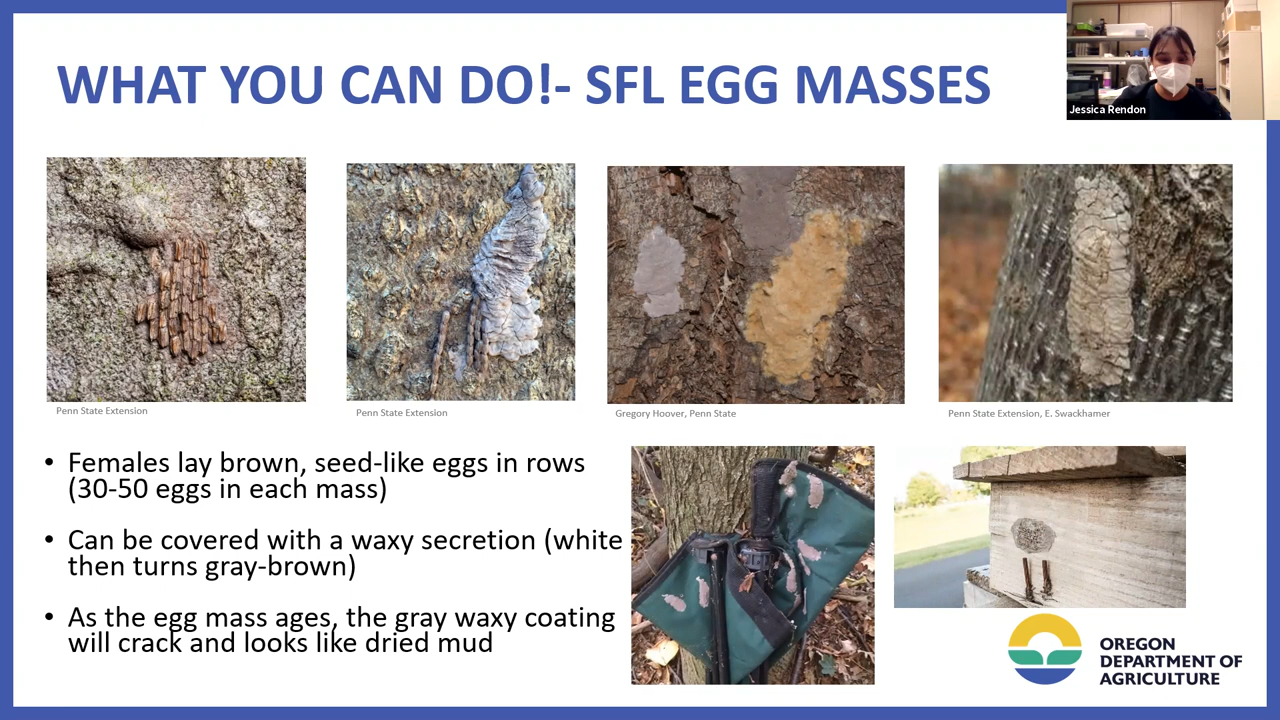 WHAT YOU CAN DO!- SFL EGG MASSES
Jessica Rendon
Penn State Extension
Penn State Extension
Gregory Hoover, Penn State
Penn State Extension, E. Swackhamer
• Females lay brown, seed-like eggs in rows
(30-50 eggs in each mass)
• Can be covered with a waxy secretion (white
then turns gray-brown)
• As the egg mass ages, the gray waxy coating
will crack and looks like dried mud
OREGON
DEPARTMENT OF
AGRICULTURE